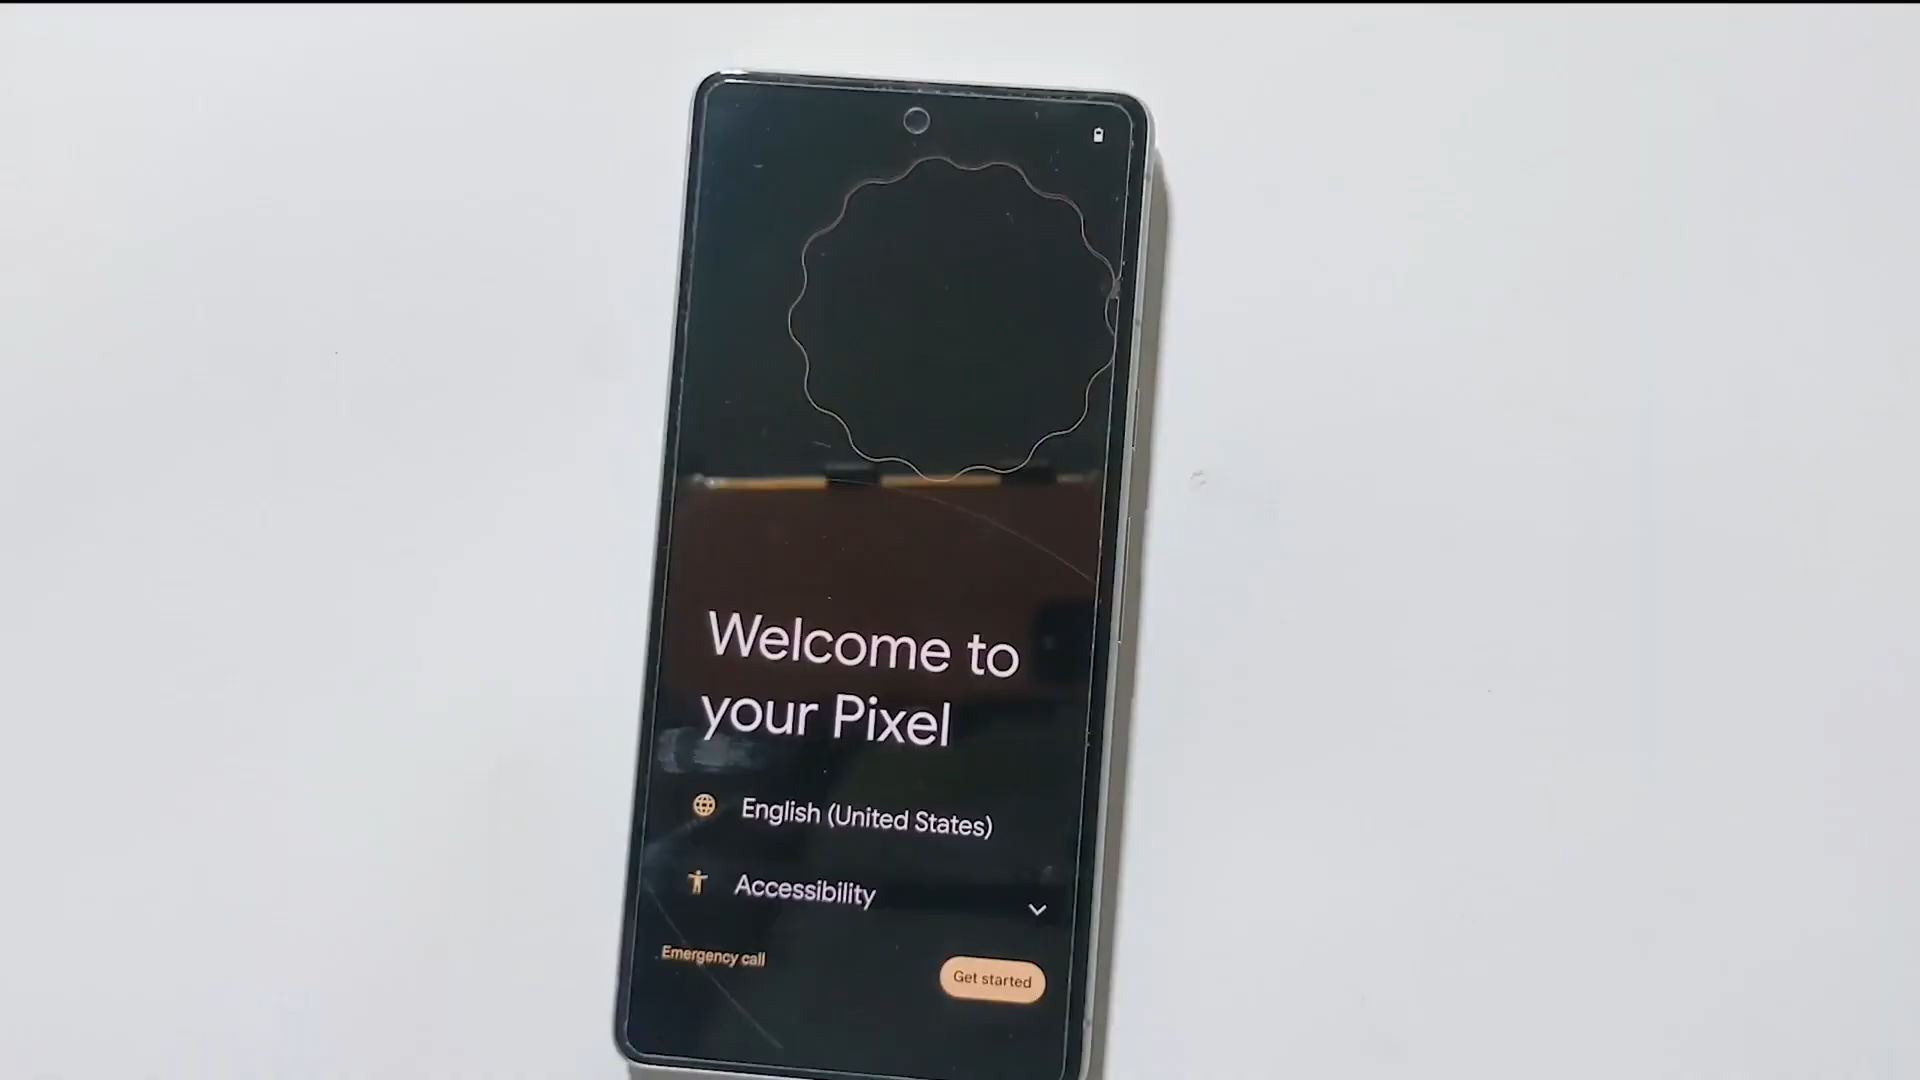 Welcome to
your Pixel
English (United States)
Accessibility
Emergency call
Get started